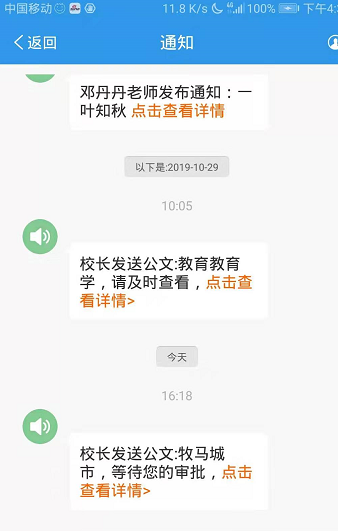 中国移动 11.8 K/s 4G 100% 下午4:
返回 通知
邓丹丹老师发布通知：一
叶知秋 点击查看详情
以下是:2019-10-29
10:05
校长发送公文:教育教育
学，请及时查看，点击查
看详情>
今天
16:18
校长发送公文:牧马城
市，等待您的审批，点击
查看详情>